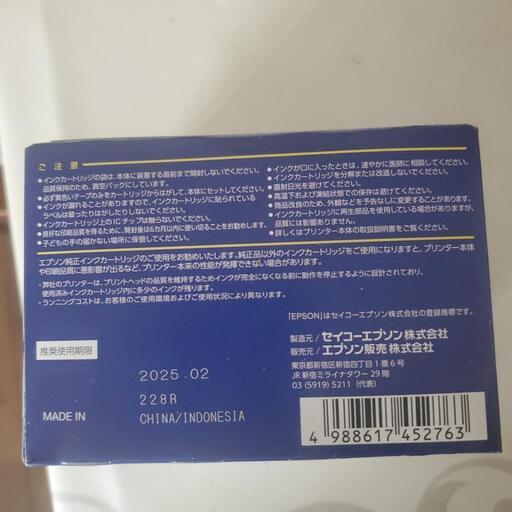 ご注意
●インクカートリッジの袋は、本体に装着する直前まで開封しないでください。
品質保持のため、真空パックにしています。
●必ず黄色いテープのみをカートリッジからはがして、本体にセットしてください。
●インクが漏れることがありますので、インクカートリッジに貼られている
ラベルは破ったりはがしたりしないでください。
●インクカートリッジ上のICチップは触らないでください。
●良好な印刷品質を得るために、開封後は6カ月以内に使い切ることをお勧めします。
●子どもの手の届かない場所に保管してください。
●インクが口に入ったときは、速やかに医師に相談してください。
●インクカートリッジを分解または改造しないでください。
●直射日光を避けてください。
●高温下および凍結状態での保存は避けてください。
●商品改良のため、外観などを予告なしに変更することがあります。
●インクカートリッジに再生部品を使用している場合がありますが、
品質には影響ありません。
●詳しくはプリンター本体の取扱説明書をご覧ください。
エプソン純正インクカートリッジのご使用をお勧めいたします。純正品以外のインクカートリッジをご使用になりますと、プリンター本体
や印刷品質に悪影響が出るなど、プリンター本来の性能が発揮できない場合があります。
・弊社のプリンターは、プリントヘッドの品質を維持するためインクが完全になくなる前に動作を停止するように設計されており、
使用済みインクカートリッジ内に多少のインクが残ります。
・ランニングコストは、お客様のご使用環境およびご使用状況により異なります。
「EPSON」はセイコーエプソン株式会社の登録商標です。
製造元/セイコーエプソン株式会社
販売元/エプソン販売 株式会社
東京都新宿区新宿四丁目1番6号
JR 新宿ミライナタワー 29階
03 (5919) 5211 (代表)
推奨使用期限
2025.02
228R
MADE IN
CHINA/INDONESIA
4 988617 452763